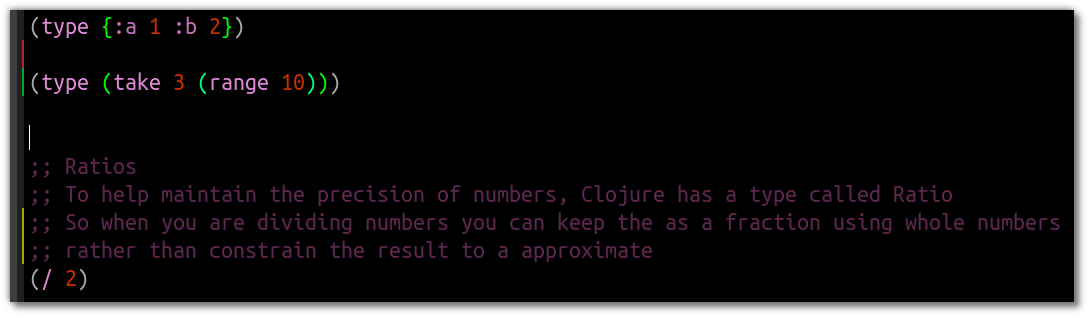 (type {:a 1 :b 2})
(type (take 3 (range 10)))
;; Ratios
;; To help maintain the precision of numbers, Clojure has a type called Ratio
;; So when you are dividing numbers you can keep the as a fraction using whole numbers
;; rather than constrain the result to a approximate
(/ 2)